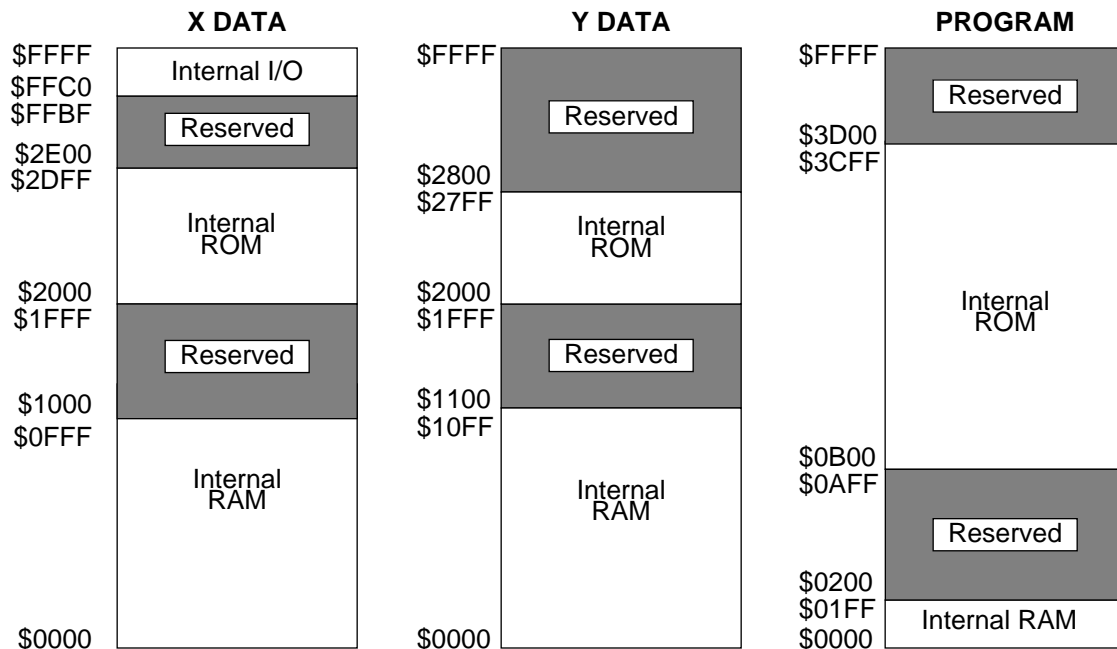 X DATA
$FFFF
Internal I/O
$FFC0
$FFBF
Reserved
$2E00
$2DFF
Internal
ROM
$2000
$1FFF
Reserved
$1000
$0FFF
Internal
RAM
$0000
Y DATA
$FFFF
Reserved
$2800
$27FF
Internal
ROM
$2000
$1FFF
Reserved
$1100
$10FF
Internal
RAM
$0000
PROGRAM
$FFFF
Reserved
$3D00
$3CFF
Internal
ROM
$0B00
$0AFF
Reserved
$0200
$01FF
Internal RAM
$0000